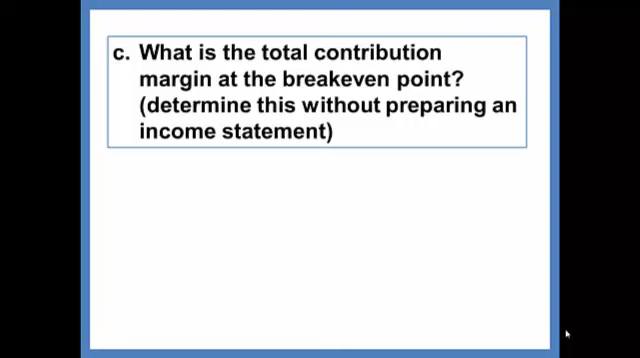 c. What is the total contribution
margin at the breakeven point?
(determine this without preparing an
income statement)